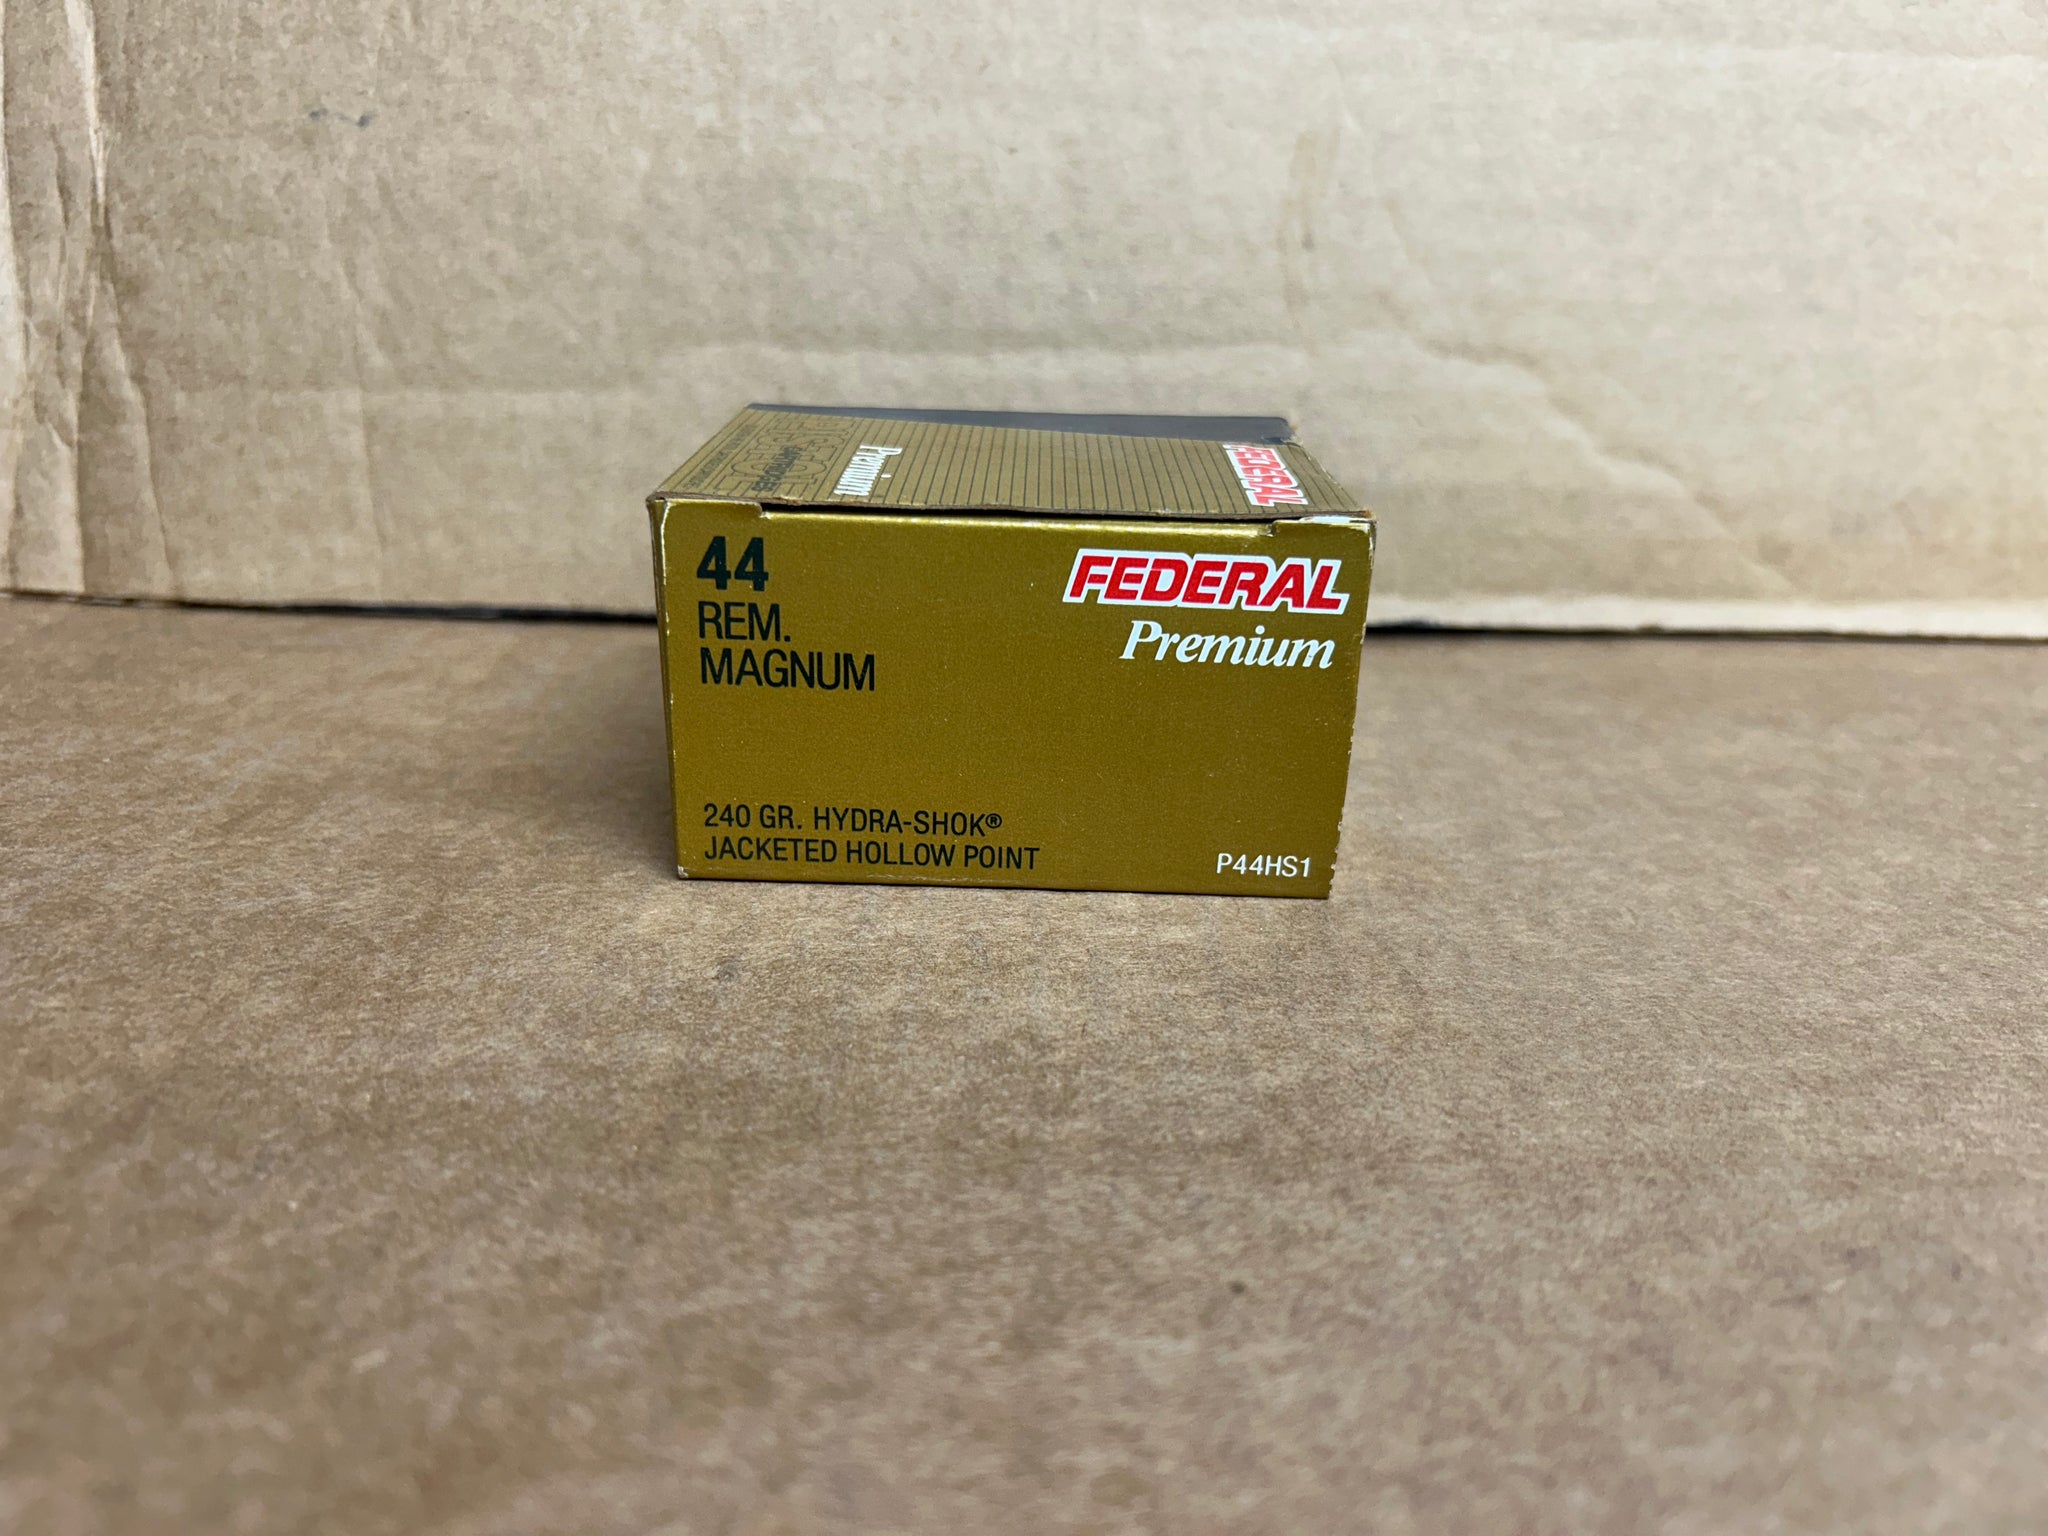 Premium
FEDERAL
44
REM.
MAGNUM
FEDERAL
Premium
240 GR. HYDRA-SHOK®
JACKETED HOLLOW POINT
P44HS1